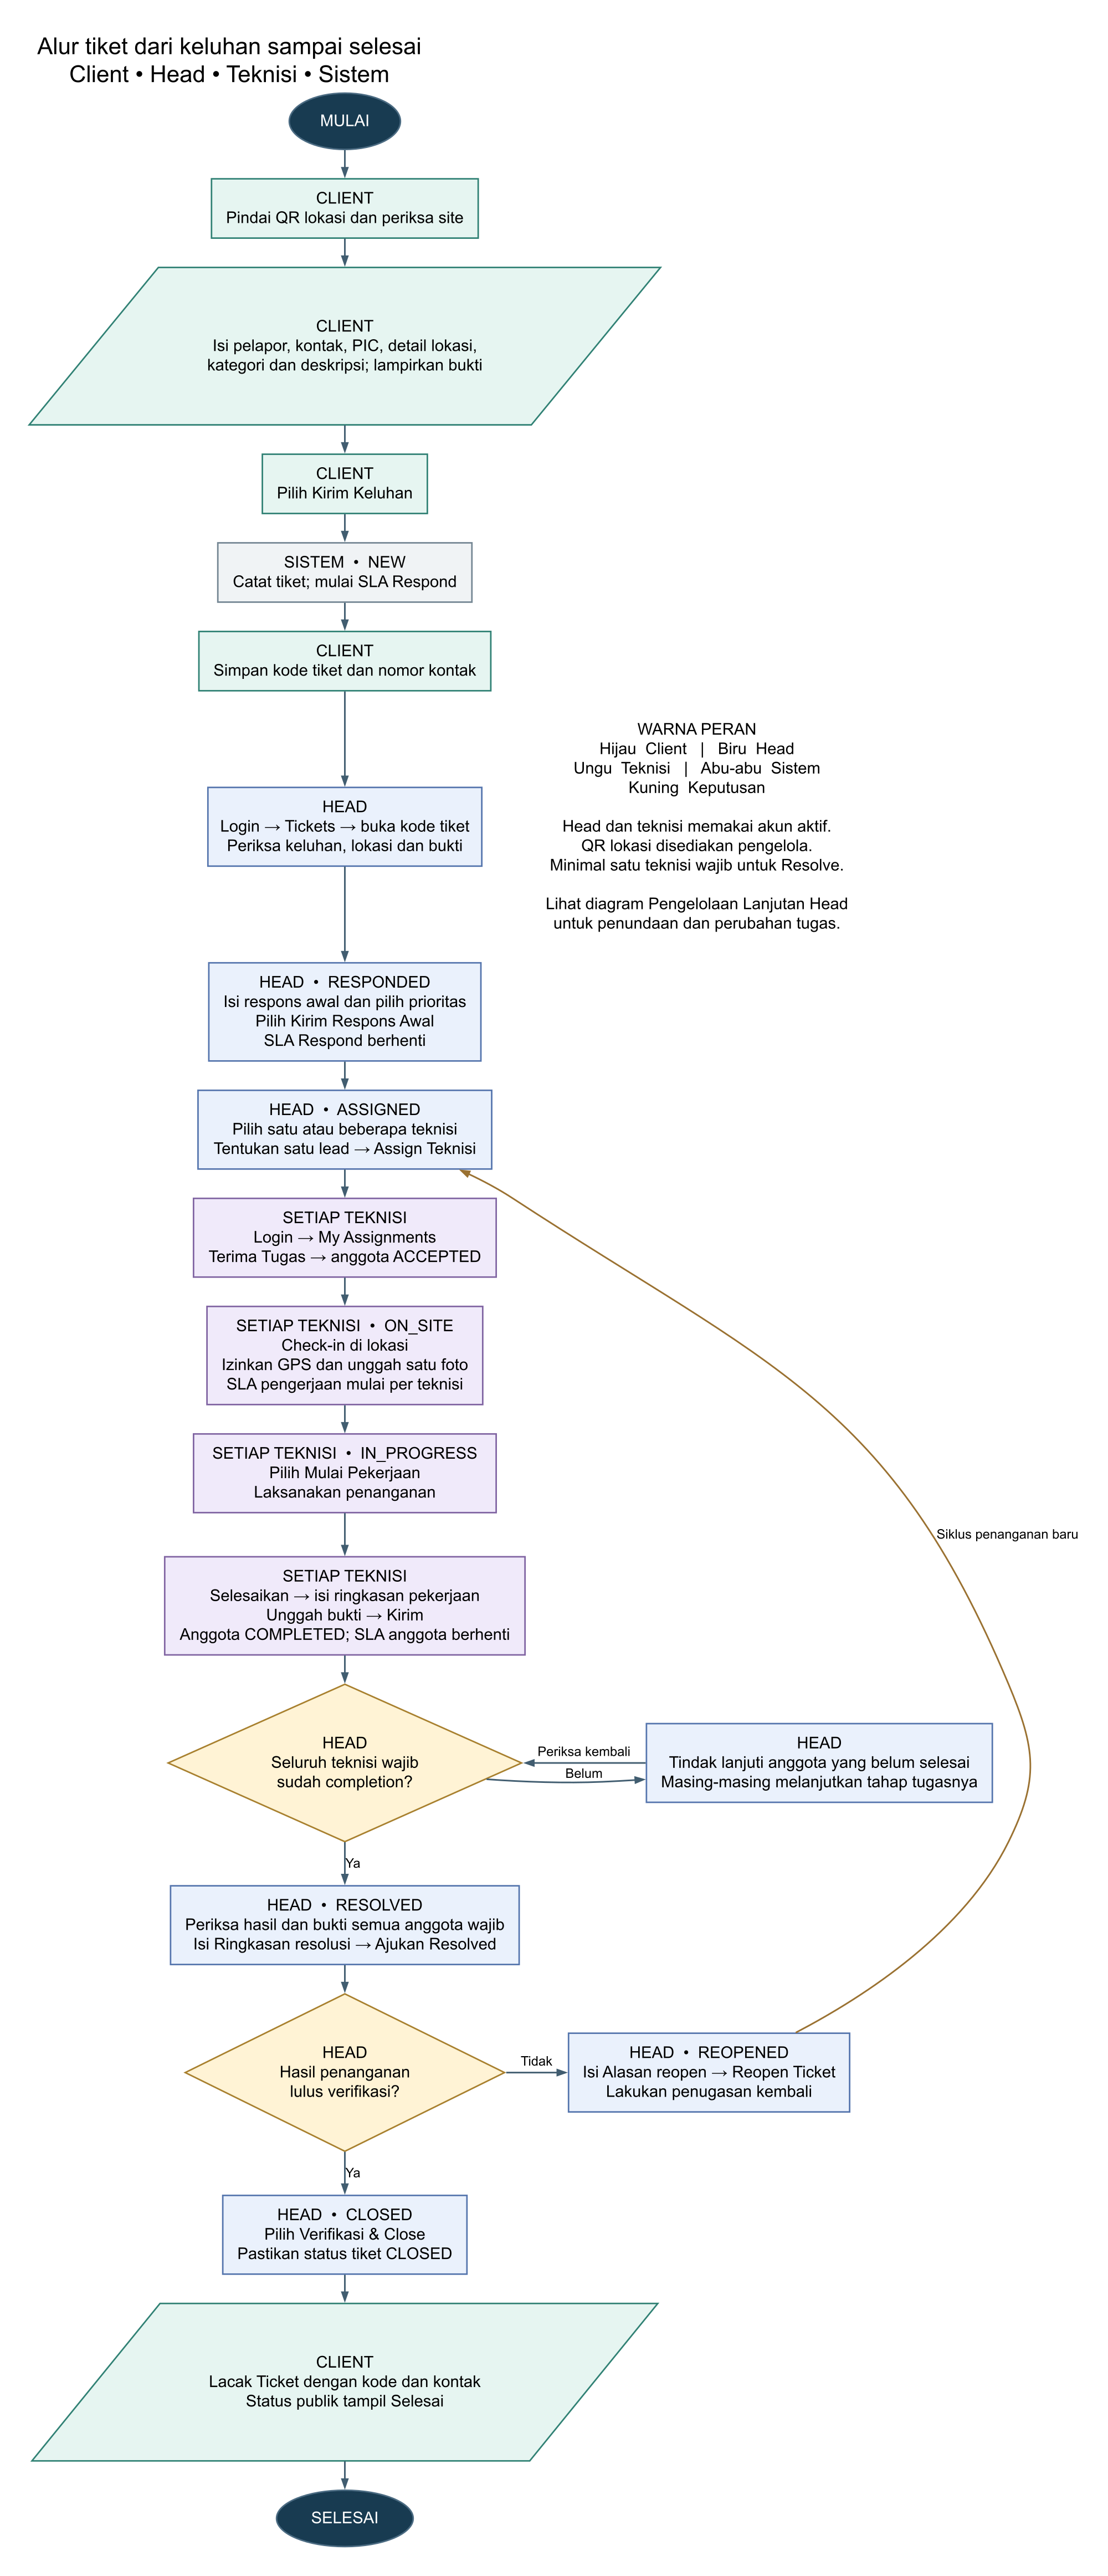 Alur tiket dari keluhan sampai selesai
Client • Head • Teknisi • Sistem
MULAI
CLIENT
Pindai QR lokasi dan periksa site
CLIENT
Isi pelapor, kontak, PIC, detail lokasi,
kategori dan deskripsi; lampirkan bukti
CLIENT
Pilih Kirim Keluhan
SISTEM • NEW
Catat tiket; mulai SLA Respond
CLIENT
Simpan kode tiket dan nomor kontak
WARNA PERAN
Hijau Client | Biru Head
Ungu Teknisi | Abu-abu Sistem
Kuning Keputusan
Head dan teknisi memakai akun aktif.
QR lokasi disediakan pengelola.
Minimal satu teknisi wajib untuk Resolve.
Lihat diagram Pengelolaan Lanjutan Head
untuk penundaan dan perubahan tugas.
HEAD
Login → Tickets → buka kode tiket
Periksa keluhan, lokasi dan bukti
HEAD • RESPONDED
Isi respons awal dan pilih prioritas
Pilih Kirim Respons Awal
SLA Respond berhenti
HEAD • ASSIGNED
Pilih satu atau beberapa teknisi
Tentukan satu lead → Assign Teknisi
SETIAP TEKNISI
Login → My Assignments
Terima Tugas → anggota ACCEPTED
SETIAP TEKNISI • ON_SITE
Check-in di lokasi
Izinkan GPS dan unggah satu foto
SLA pengerjaan mulai per teknisi
SETIAP TEKNISI • IN_PROGRESS
Pilih Mulai Pekerjaan
Laksanakan penanganan
Siklus penanganan baru
SETIAP TEKNISI
Selesaikan → isi ringkasan pekerjaan
Unggah bukti → Kirim
Anggota COMPLETED; SLA anggota berhenti
HEAD
Seluruh teknisi wajib
sudah completion?
Periksa kembali
Belum
HEAD
Tindak lanjuti anggota yang belum selesai
Masing-masing melanjutkan tahap tugasnya
Ya
HEAD • RESOLVED
Periksa hasil dan bukti semua anggota wajib
Isi Ringkasan resolusi → Ajukan Resolved
HEAD
Hasil penanganan
lulus verifikasi?
Tidak
HEAD • REOPENED
Isi Alasan reopen → Reopen Ticket
Lakukan penugasan kembali
Ya
HEAD • CLOSED
Pilih Verifikasi & Close
Pastikan status tiket CLOSED
CLIENT
Lacak Ticket dengan kode dan kontak
Status publik tampil Selesai
SELESAI